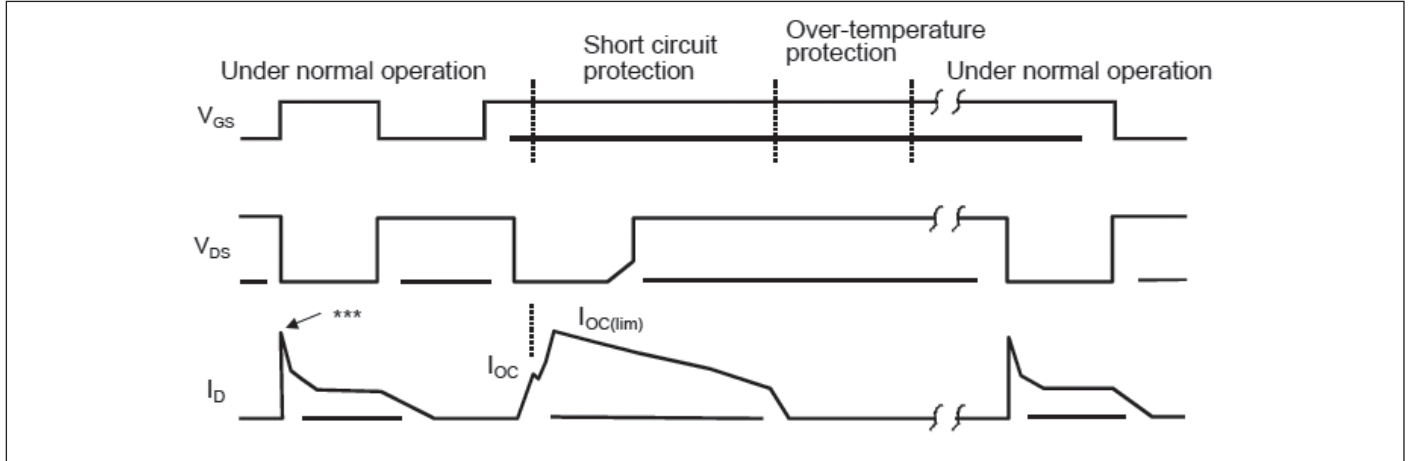 Under normal operation
Short circuit
protection
Over-temperature
protection
Under normal operation
VGS
VDS
***
IOC(lim)
IOC
ID